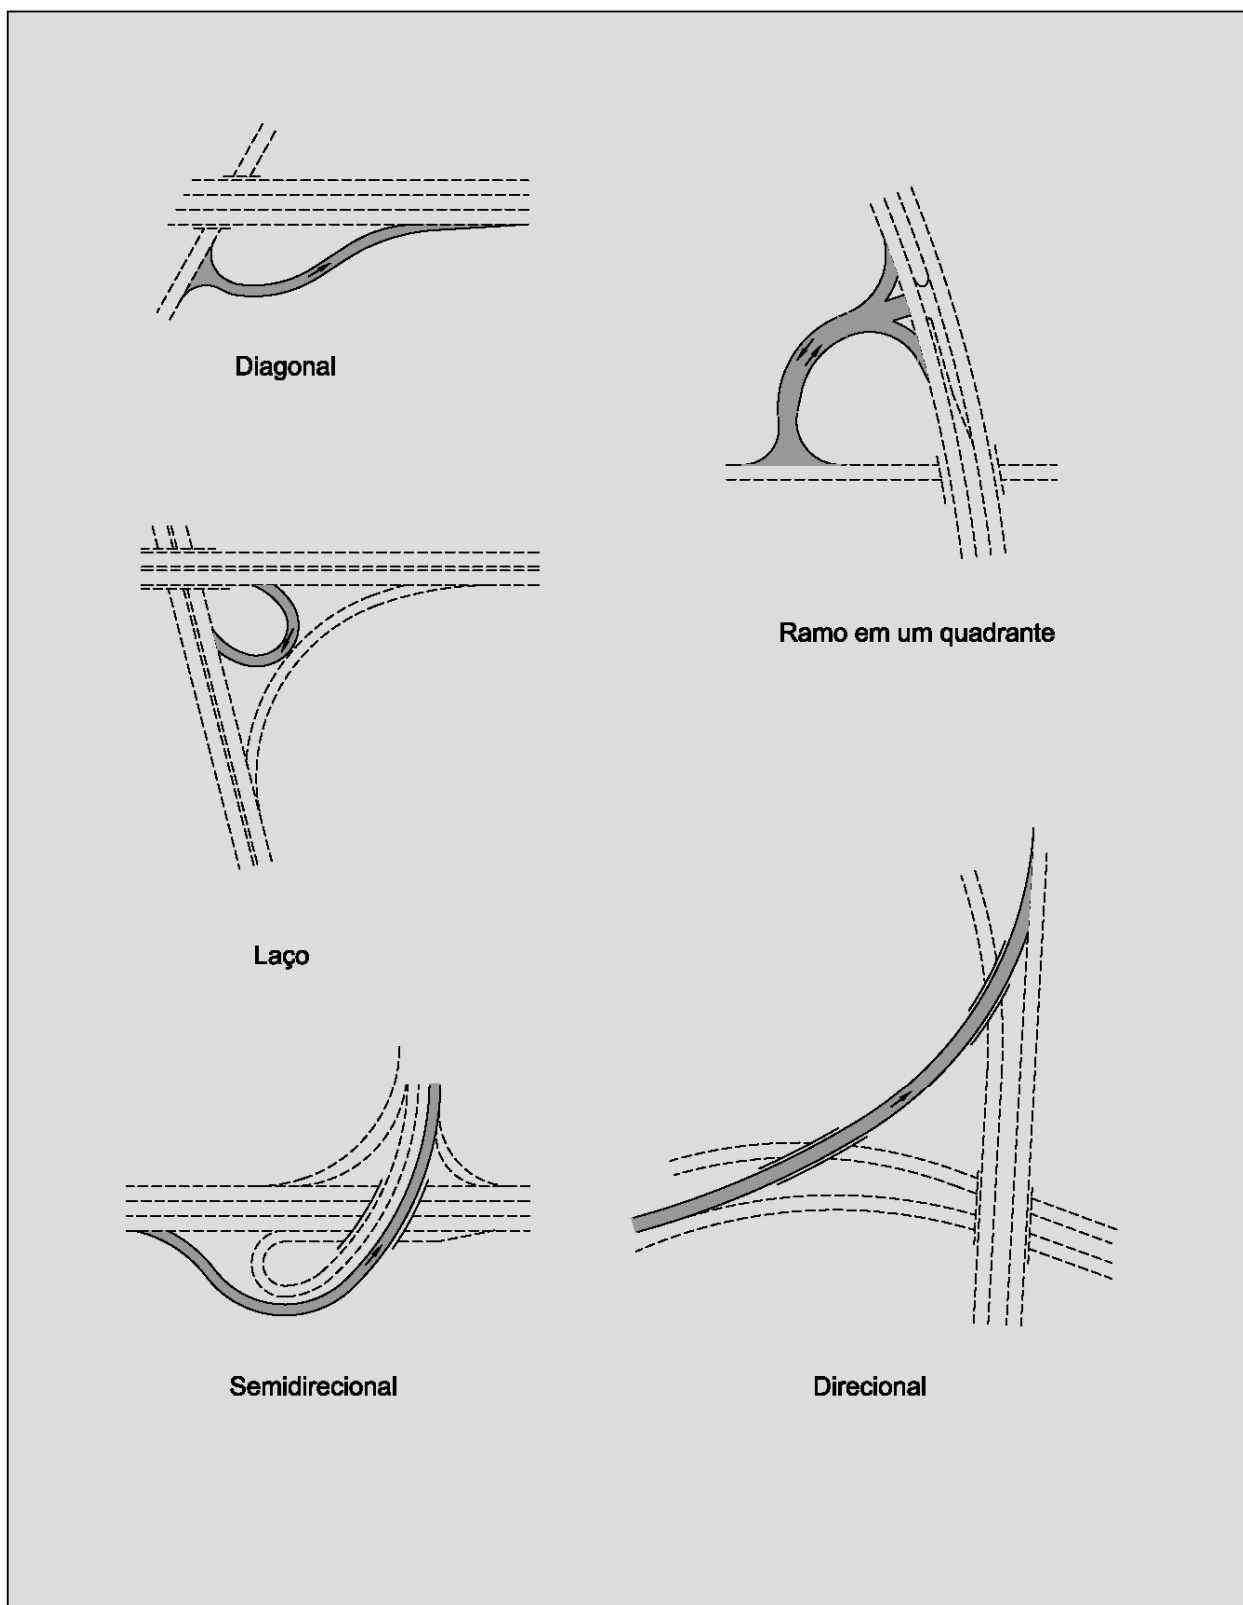 Diagonal
Ramo em um quadrante
Laço
Semidirecional
Direcional